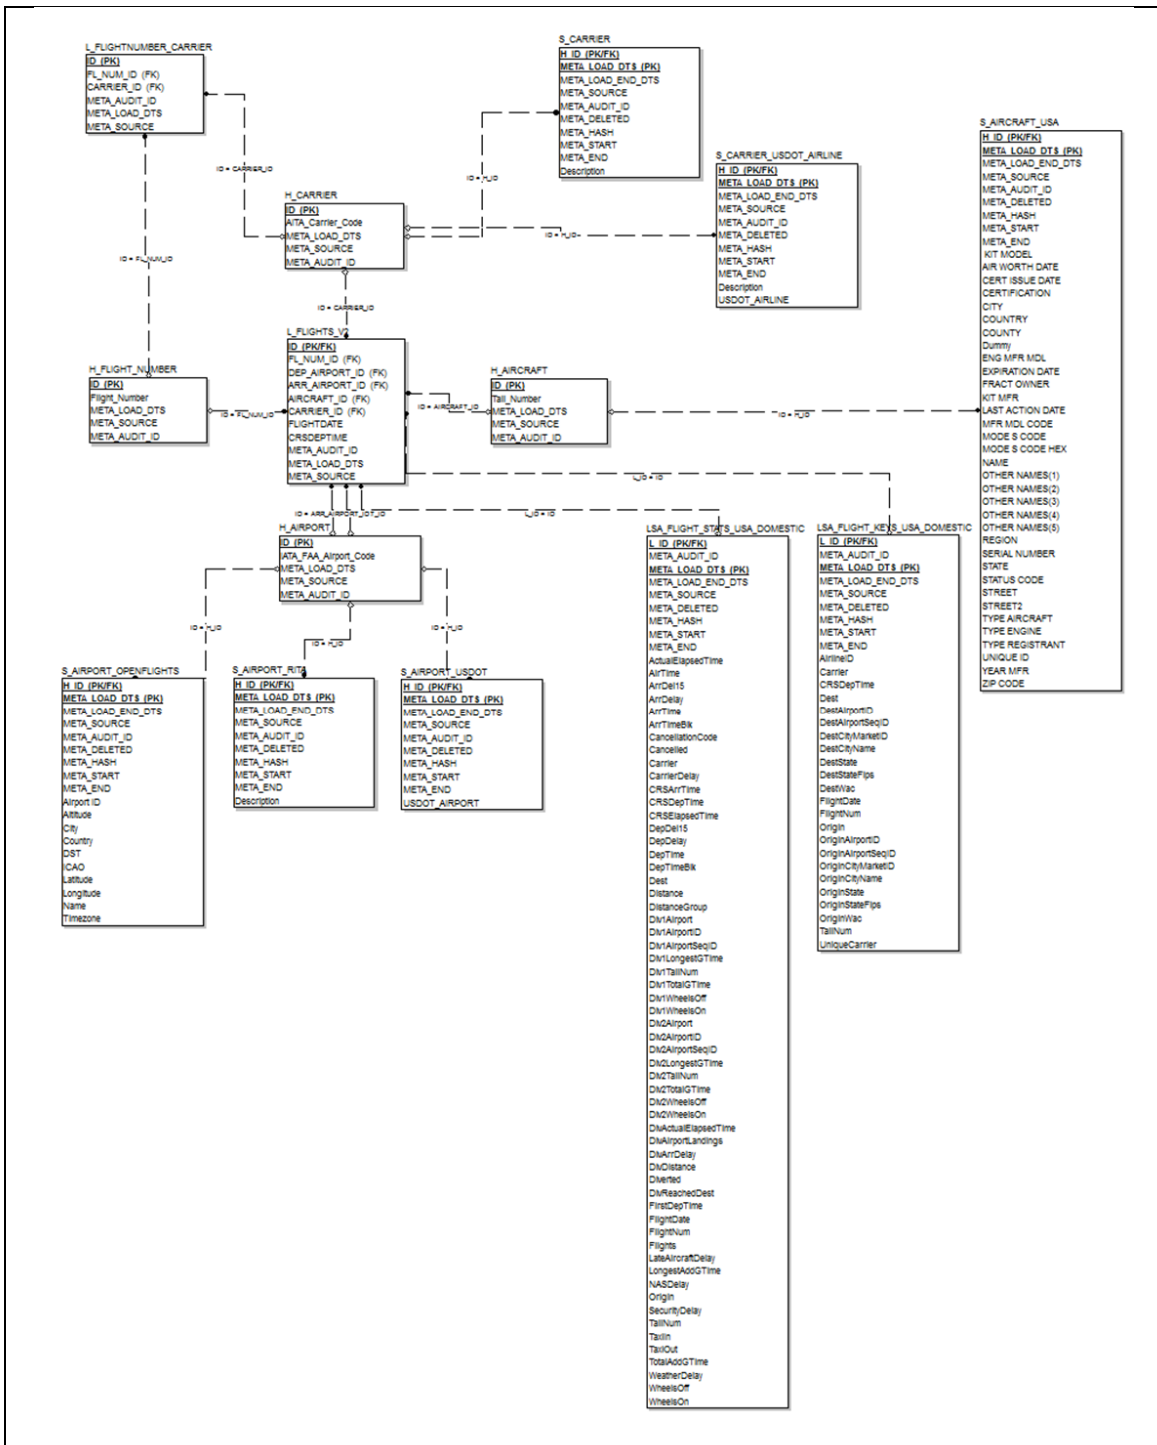 L_FLIGHTNUMBER_CARRIER
ID (PK)
FL_NUM_ID (FK)
CARRIER_ID (FK)
META_AUDIT_ID
META_LOAD_DTS
META_SOURCE
S_CARRIER
H_ID (PK/FK)
META_LOAD_DTS (PK)
META_LOAD_END_DTS
META_SOURCE
META_AUDIT_ID
META_DELETED
META_HASH
META_START
META_END
Description
S_CARRIER_USDOT_AIRLINE
H_ID (PK/FK)
META_LOAD_DTS (PK)
META_LOAD_END_DTS
META_SOURCE
META_AUDIT_ID
META_DELETED
META_HASH
META_START
META_END
Description
USDOT_AIRLINE
S_AIRCRAFT_USA
H_ID (PK/FK)
META_LOAD_DTS (PK)
META_LOAD_END_DTS
META_SOURCE
META_AUDIT_ID
META_DELETED
META_HASH
META_START
META_END
KIT MODEL
AIR WORTH DATE
CERT ISSUE DATE
CERTIFICATION
CITY
COUNTRY
COUNTY
Dummy
ENG MFR MDL
EXPIRATION DATE
FRACT OWNER
KIT MFR
LAST ACTION DATE
MFR MDL CODE
MODE S CODE
MODE S CODE HEX
NAME
OTHER NAMES(1)
OTHER NAMES(2)
OTHER NAMES(3)
OTHER NAMES(4)
OTHER NAMES(5)
REGION
SERIAL NUMBER
STATE
STATUS CODE
STREET
STREET2
TYPE AIRCRAFT
TYPE ENGINE
TYPE REGISTRANT
UNIQUE ID
YEAR MFR
ZIP CODE
ID = CARRIER_ID
ID = H_ID
ID = H_ID
H_CARRIER
ID (PK)
AITA_Carrier_Code
META_LOAD_DTS
META_SOURCE
META_AUDIT_ID
ID = FL_NUM_ID
ID = CARRIER_ID
L_FLIGHTS_V2
ID (PK/FK)
FL_NUM_ID (FK)
DEP_AIRPORT_ID (FK)
ARR_AIRPORT_ID (FK)
AIRCRAFT_ID (FK)
CARRIER_ID (FK)
FLIGHTDATE
CRSDEPTIME
META_AUDIT_ID
META_LOAD_DTS
META_SOURCE
H_FLIGHT_NUMBER
ID (PK)
Flight_Number
META_LOAD_DTS
META_SOURCE
META_AUDIT_ID
ID = FL_NUM_ID
H_AIRCRAFT
ID (PK)
Tail_Number
META_LOAD_DTS
META_SOURCE
META_AUDIT_ID
ID = AIRCRAFT_ID
ID = H_ID
L_ID = ID
L_ID = ID
H_AIRPORT
ID (PK)
IATA_FAA_Airport_Code
META_LOAD_DTS
META_SOURCE
META_AUDIT_ID
ID = H_ID
ID = H_ID
ID = H_ID
S_AIRPORT_OPENFLIGHTS
H_ID (PK/FK)
META_LOAD_DTS (PK)
META_LOAD_END_DTS
META_SOURCE
META_AUDIT_ID
META_DELETED
META_HASH
META_START
META_END
Airport ID
Altitude
City
Country
DST
ICAO
Latitude
Longitude
Name
Timezone
S_AIRPORT_RITA
H_ID (PK/FK)
META_LOAD_DTS (PK)
META_LOAD_END_DTS
META_SOURCE
META_AUDIT_ID
META_DELETED
META_HASH
META_START
META_END
Description
S_AIRPORT_USDOT
H_ID (PK/FK)
META_LOAD_DTS (PK)
META_LOAD_END_DTS
META_SOURCE
META_AUDIT_ID
META_DELETED
META_HASH
META_START
META_END
USDOT_AIRPORT
LSA_FLIGHT_STATS_USA_DOMESTIC
L_ID (PK/FK)
META_AUDIT_ID
META_LOAD_DTS (PK)
META_LOAD_END_DTS
META_SOURCE
META_DELETED
META_HASH
META_START
META_END
ActualElapsedTime
AirTime
ArrDel15
ArrDelay
ArrTime
ArrTimeBlk
CancellationCode
Cancelled
Carrier
CarrierDelay
CRSArrTime
CRSDepTime
CRSElapsedTime
DepDel15
DepDelay
DepTime
DepTimeBlk
Dest
Distance
DistanceGroup
Div1Airport
Div1AirportID
Div1AirportSeqID
Div1LongestGTime
Div1TailNum
Div1TotalGTime
Div1WheelsOff
Div1WheelsOn
Div2Airport
Div2AirportID
Div2AirportSeqID
Div2LongestGTime
Div2TailNum
Div2TotalGTime
Div2WheelsOff
Div2WheelsOn
DivActualElapsedTime
DivAirportLandings
DivArrDelay
DivDistance
Diverted
DivReachedDest
FirstDepTime
FlightDate
FlightNum
Flights
LateAircraftDelay
LongestAddGTime
NASDelay
Origin
SecurityDelay
TailNum
TaxiIn
TaxiOut
TotalAddGTime
WeatherDelay
WheelsOff
WheelsOn
LSA_FLIGHT_KEYS_USA_DOMESTIC
L_ID (PK/FK)
META_AUDIT_ID
META_LOAD_DTS (PK)
META_LOAD_END_DTS
META_SOURCE
META_DELETED
META_HASH
META_START
META_END
AirlineID
Carrier
CRSDepTime
Dest
DestAirportID
DestAirportSeqID
DestCityMarketID
DestCityName
DestState
DestStateFips
DestWac
FlightDate
FlightNum
Origin
OriginAirportID
OriginAirportSeqID
OriginCityMarketID
OriginCityName
OriginState
OriginStateFips
OriginWac
TailNum
UniqueCarrier